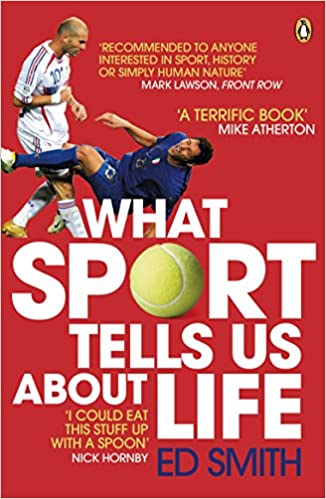 'RECOMMENDED TO ANYONE
INTERESTED IN SPORT, HISTORY
OR SIMPLY HUMAN NATURE'
MARK LAWSON, FRONT ROW
'A TERRIFIC BOOK'
MIKE ATHERTON
WHAT
SPORT
TELLS US
ABOUT LIFE
'I COULD EAT
THIS STUFF UP
WITH A SPOON'
NICK HORNBY
ED SMITH